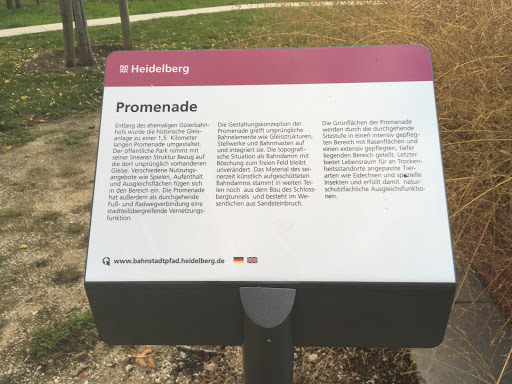 Heidelberg
Promenade
Entlang des ehemaligen Güterbahn-
hofs wurde die historische Gleis-
anlage zu einer 1,5 Kilometer
langen Promenade umgestaltet.
Der öffentliche Park nimmt mit
seiner linearen Struktur Bezug auf
die dort ursprünglich vorhandenen
Gleise. Verschiedene Nutzungs-
angebote wie Spielen, Aufenthalt
und Ausgleichsflächen fügen sich
in den Bereich ein. Die Promenade
hat außerdem als durchgehende
Fuß- und Radwegverbindung eine
stadtteilübergreifende Vernetzungs-
funktion.
Die Gestaltungskonzeption der
Promenade greift ursprüngliche
Bahnelemente wie Gleisstrukturen,
Stellwerke und Bahnmasten auf
und integriert sie. Die topografi-
sche Situation als Bahndamm mit
Böschung zum freien Feld bleibt
unverändert. Das Material des sei-
nerzeit künstlich aufgeschütteten
Bahndamms stammt in weiten Tei-
len noch aus dem Bau des Schloss-
bergtunnels und besteht im We-
sentlichen aus Sandsteinbruch.
Die Grünflächen der Promenade
werden durch die durchgehende
Sitzstufe in einen intensiv gepfleg-
ten Bereich mit Rasenflächen und
einen extensiv gepflegten, tiefer
liegenden Bereich geteilt. Letzter
bietet Lebensraum für an Trocken-
heitsstandorte angepasste Tier-
arten wie Eidechsen und spezielle
Insekten und erfüllt damit natur-
schutzfachliche Ausgleichsfunktio-
nen.
www.bahnstadtpfad.heidelberg.de